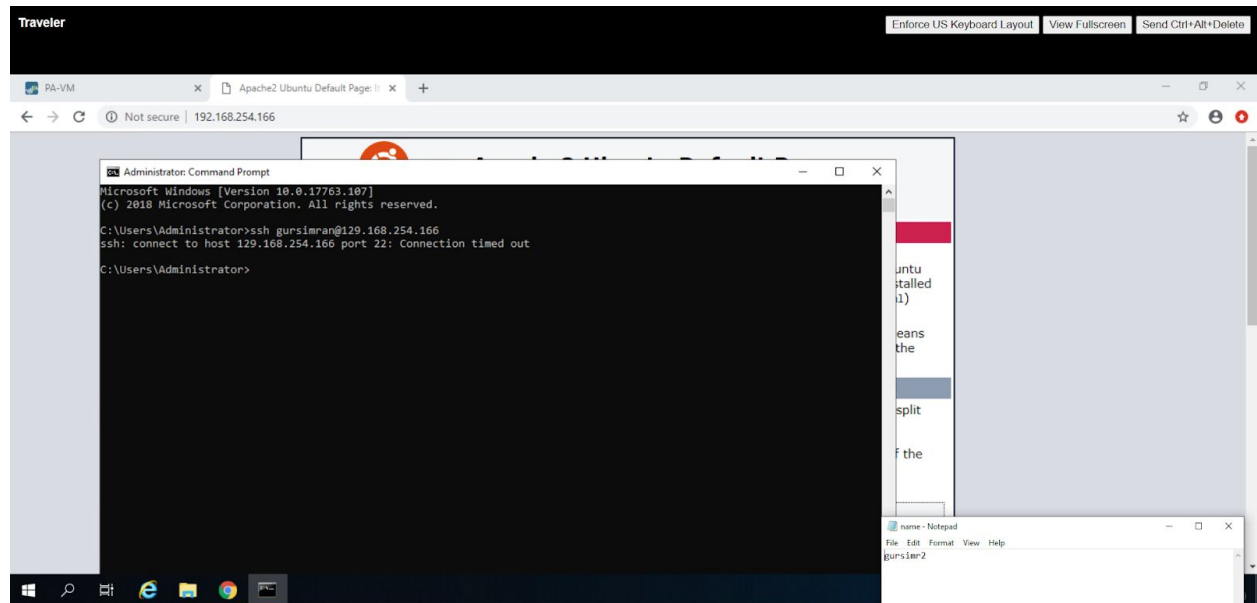 Traveler
Enforce US Keyboard Layout View Fullscreen Send Ctrl+Alt+Delete
PA-VM
Apache2 Ubuntu Default Page: I
Not secure | 192.168.254.166
Administrator: Command Prompt
Microsoft Windows [Version 10.0.17763.107]
(c) 2018 Microsoft Corporation. All rights reserved.
C:\Users\Administrator>ssh gursimran@129.168.254.166
ssh: connect to host 129.168.254.166 port 22: Connection timed out
C:\Users\Administrator>
untu
stalled
eans
the
split
f the
name - Notepad
File Edit Format View Help
gursimr2